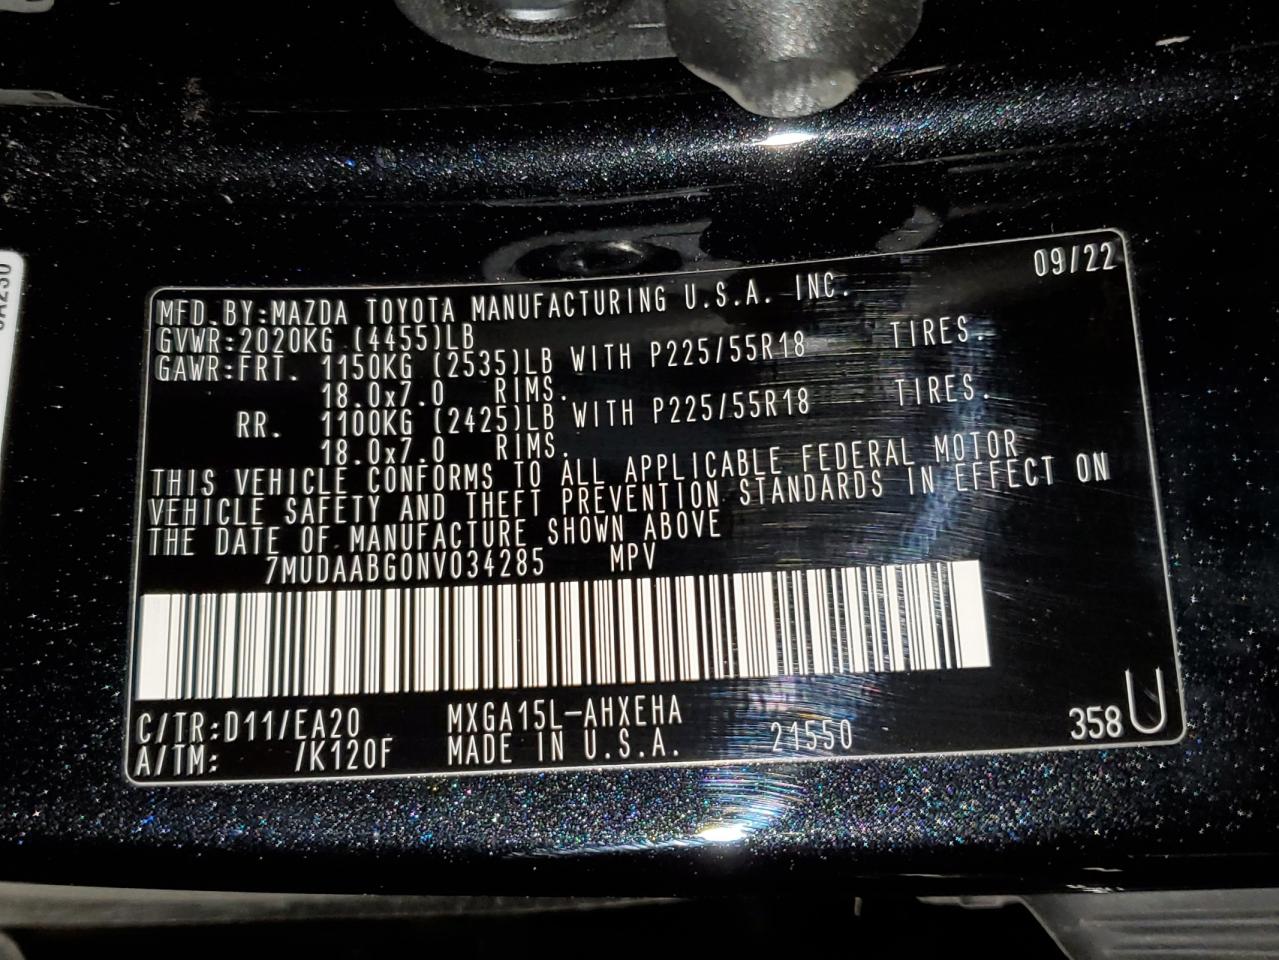 09/22
MFD.BY:MAZDA TOYOTA MANUFACTURING U.S.A. INC.
GVWR:2020KG (4455)LB
GAWR:FRT. 1150KG (2535)LB WITH P225/55R18 TIRES.
18.0x7.0 RIMS.
RR. 1100KG (2425)LB WITH P225/55R18 TIRES.
18.0x7.0 RIMS.
THIS VEHICLE CONFORMS TO ALL APPLICABLE FEDERAL MOTOR
VEHICLE SAFETY AND THEFT PREVENTION STANDARDS IN EFFECT ON
THE DATE OF MANUFACTURE SHOWN ABOVE
7MUDAABG0NV034285 MPV
C/TR:D11/EA20 MXGA15L-AHXEHA
A/TM: /K120F MADE IN U.S.A. 21550 358 U